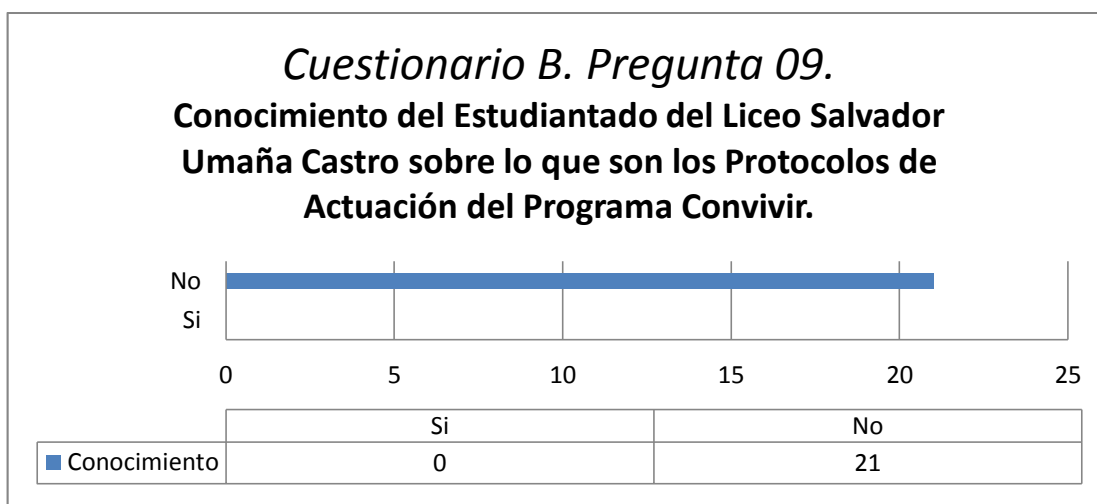 Cuestionario B. Pregunta 09.
Conocimiento del Estudiantado del Liceo Salvador
Umaña Castro sobre lo que son los Protocolos de
Actuación del Programa Convivir.
No
Si
0 5 10 15 20 25
Si No
Conocimiento 0 21